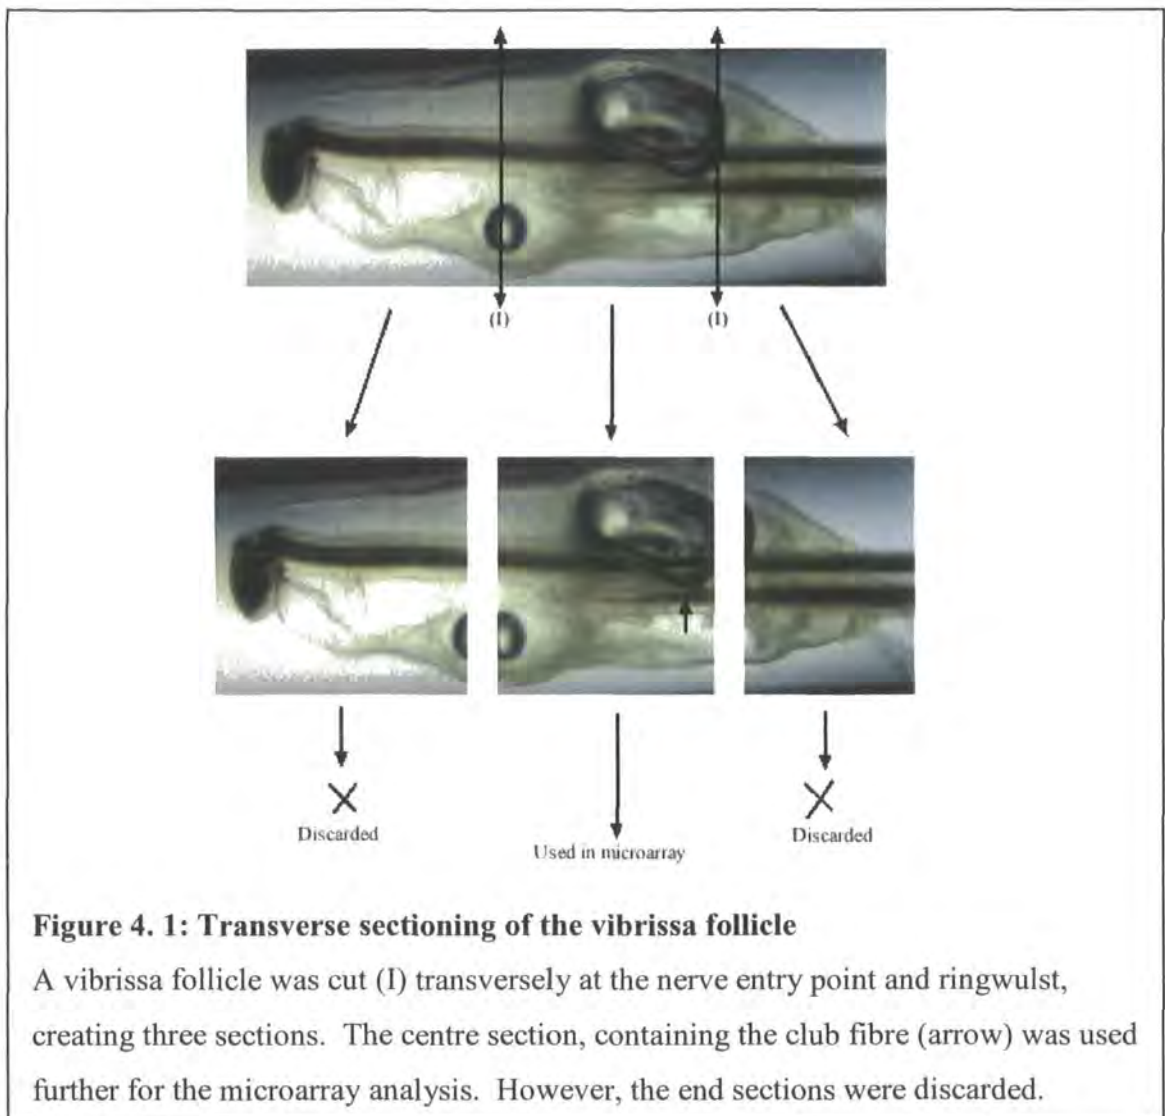 (I) (I)
Discarded
Used in microarray
Discarded
Figure 4. 1: Transverse sectioning of the vibrissa follicle
A vibrissa follicle was cut (I) transversely at the nerve entry point and ringwulst,
creating three sections. The centre section, containing the club fibre (arrow) was used
further for the microarray analysis. However, the end sections were discarded.